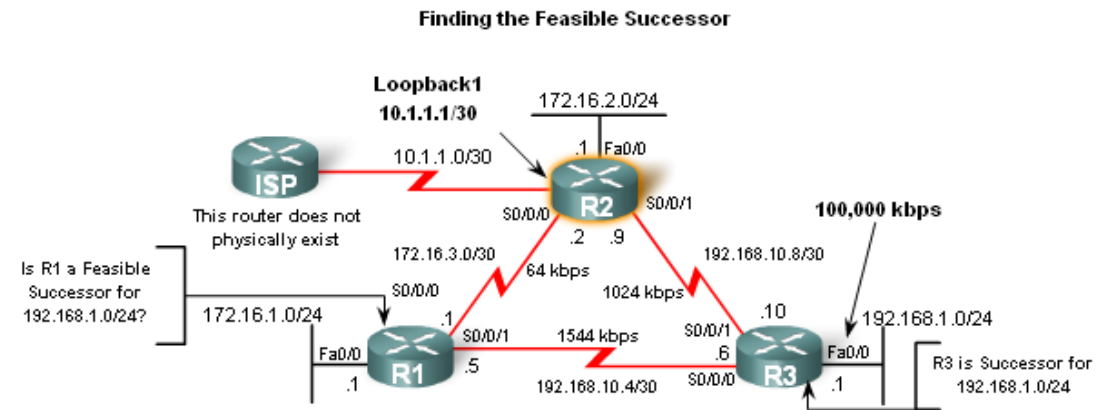 Finding the Feasible Successor
Loopback1
10.1.1.1/30
172.16.2.0/24
.1
Fa0/0
10.1.1.0/30
ISP
This router does not
physically exist
R2
S0/0/0
S0/0/1
.2
.9
100,000 kbps
172.16.3.0/30
64 kbps
192.168.10.8/30
1024 kbps
Is R1 a Feasible
Successor for
192.168.1.0/24?
S0/0/0
172.16.1.0/24
.1
S0/0/1
1544 kbps
S0/0/1
.10
192.168.1.0/24
Fa0/0
.1
R1
.5
192.168.10.4/30
.6
S0/0/0
R3
Fa0/0
.1
R3 is Successor for
192.168.1.0/24